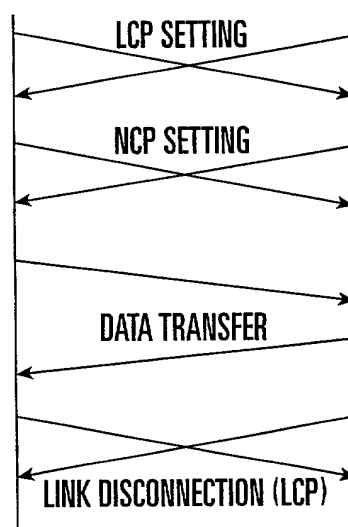 LCP SETTING
NCP SETTING
DATA TRANSFER
LINK DISCONNECTION (LCP)